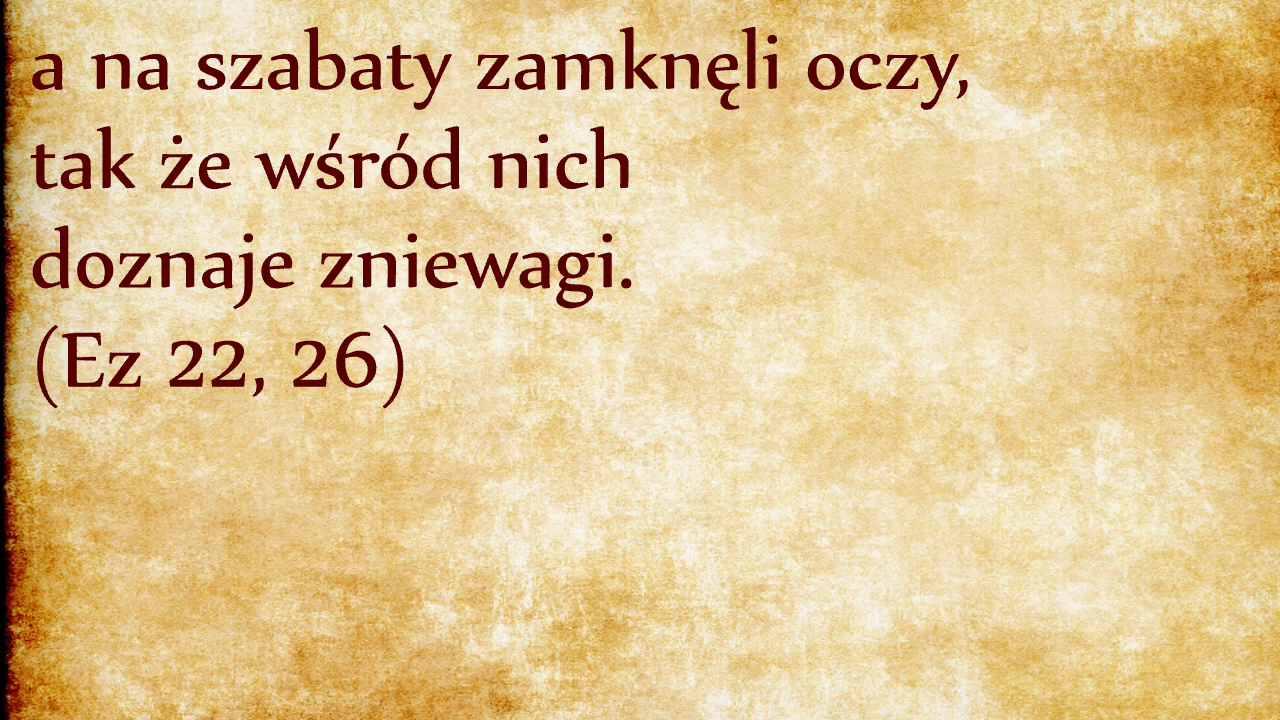 a na szabaty zamknęli oczy,
tak że wśród nich
doznaje zniewagi.
(Ez 22, 26)